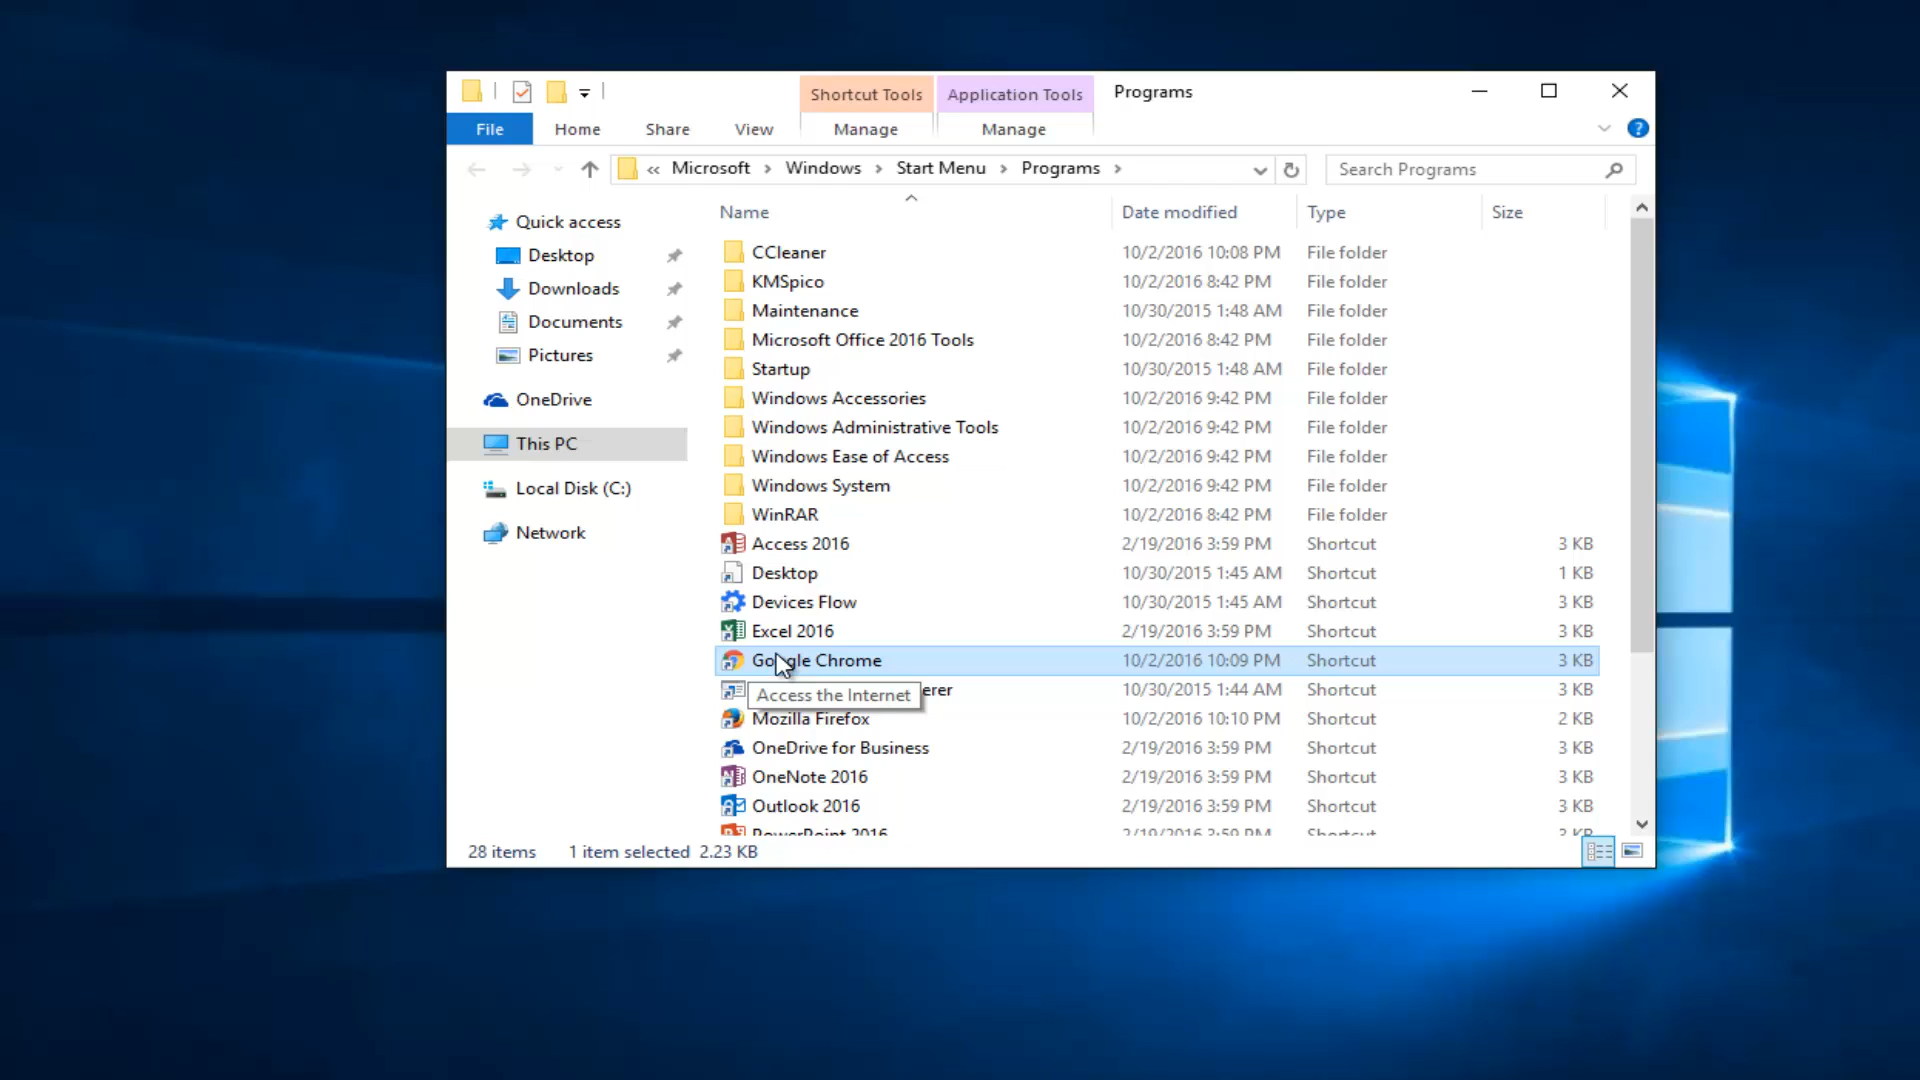 Shortcut Tools Application Tools Programs
File Home Share View Manage Manage
« Microsoft > Windows > Start Menu > Programs > Search Programs
Name Date modified Type Size
Quick access
Desktop
Downloads
Documents
Pictures
OneDrive
This PC
Local Disk (C:)
Network
CCleaner 10/2/2016 10:08 PM File folder
KMSpico 10/2/2016 8:42 PM File folder
Maintenance 10/30/2015 1:48 AM File folder
Microsoft Office 2016 Tools 10/2/2016 8:42 PM File folder
Startup 10/30/2015 1:48 AM File folder
Windows Accessories 10/2/2016 9:42 PM File folder
Windows Administrative Tools 10/2/2016 9:42 PM File folder
Windows Ease of Access 10/2/2016 9:42 PM File folder
Windows System 10/2/2016 9:42 PM File folder
WinRAR 10/2/2016 8:42 PM File folder
Access 2016 2/19/2016 3:59 PM Shortcut 3 KB
Desktop 10/30/2015 1:45 AM Shortcut 1 KB
Devices Flow 10/30/2015 1:45 AM Shortcut 3 KB
Excel 2016 2/19/2016 3:59 PM Shortcut 3 KB
Google Chrome 10/2/2016 10:09 PM Shortcut 3 KB
Access the Internet
erer 10/30/2015 1:44 AM Shortcut 3 KB
Mozilla Firefox 10/2/2016 10:10 PM Shortcut 2 KB
OneDrive for Business 2/19/2016 3:59 PM Shortcut 3 KB
OneNote 2016 2/19/2016 3:59 PM Shortcut 3 KB
Outlook 2016 2/19/2016 3:59 PM Shortcut 3 KB
PowerPoint 2016 2/19/2016 3:59 PM Shortcut 3 KB
28 items 1 item selected 2.23 KB